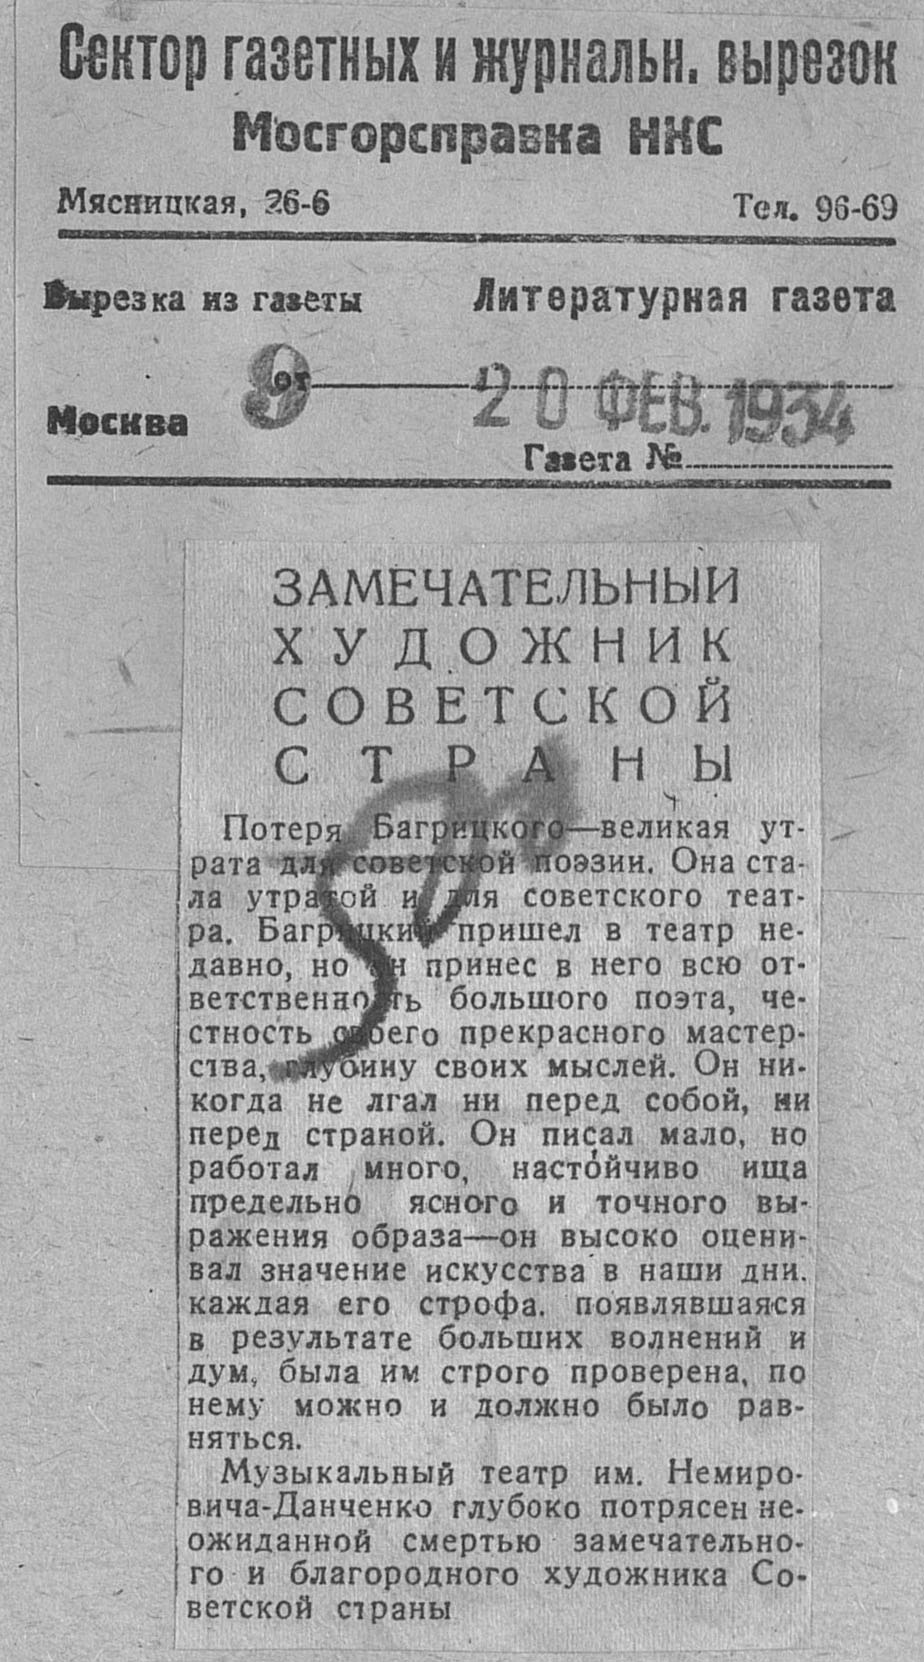 Сектор газетных и журнальн. вырезок
Мосгорсправка НКС
Мясницкая, 26-6 Тел. 96-69
Вырезка из газеты Литературная газета
от 20 ФЕВ. 1934
Москва 9
Газета №
ЗАМЕЧАТЕЛЬНЫЙ
ХУДОЖНИК
СОВЕТСКОЙ
СТРАНЫ
Потеря Багрицкого—великая ут-
рата для советской поэзии. Она ста-
ла утратой и для советского теат-
ра. Багрицкий пришел в театр не-
давно, но он принес в него всю от-
ветственность большого поэта, че-
стность своего прекрасного мастер-
ства, глубину своих мыслей. Он ни-
когда не лгал ни перед собой, ни
перед страной. Он писал мало, но
работал много, настойчиво ища
предельно ясного и точного вы-
ражения образа—он высоко оцени-
вал значение искусства в наши дни.
каждая его строфа. появлявшаяся
в результате больших волнений и
дум, была им строго проверена, по
нему можно и должно было рав-
няться.
Музыкальный театр им. Немиро-
вича-Данченко глубоко потрясен не-
ожиданной смертью замечательно-
го и благородного художника Со-
ветской страны